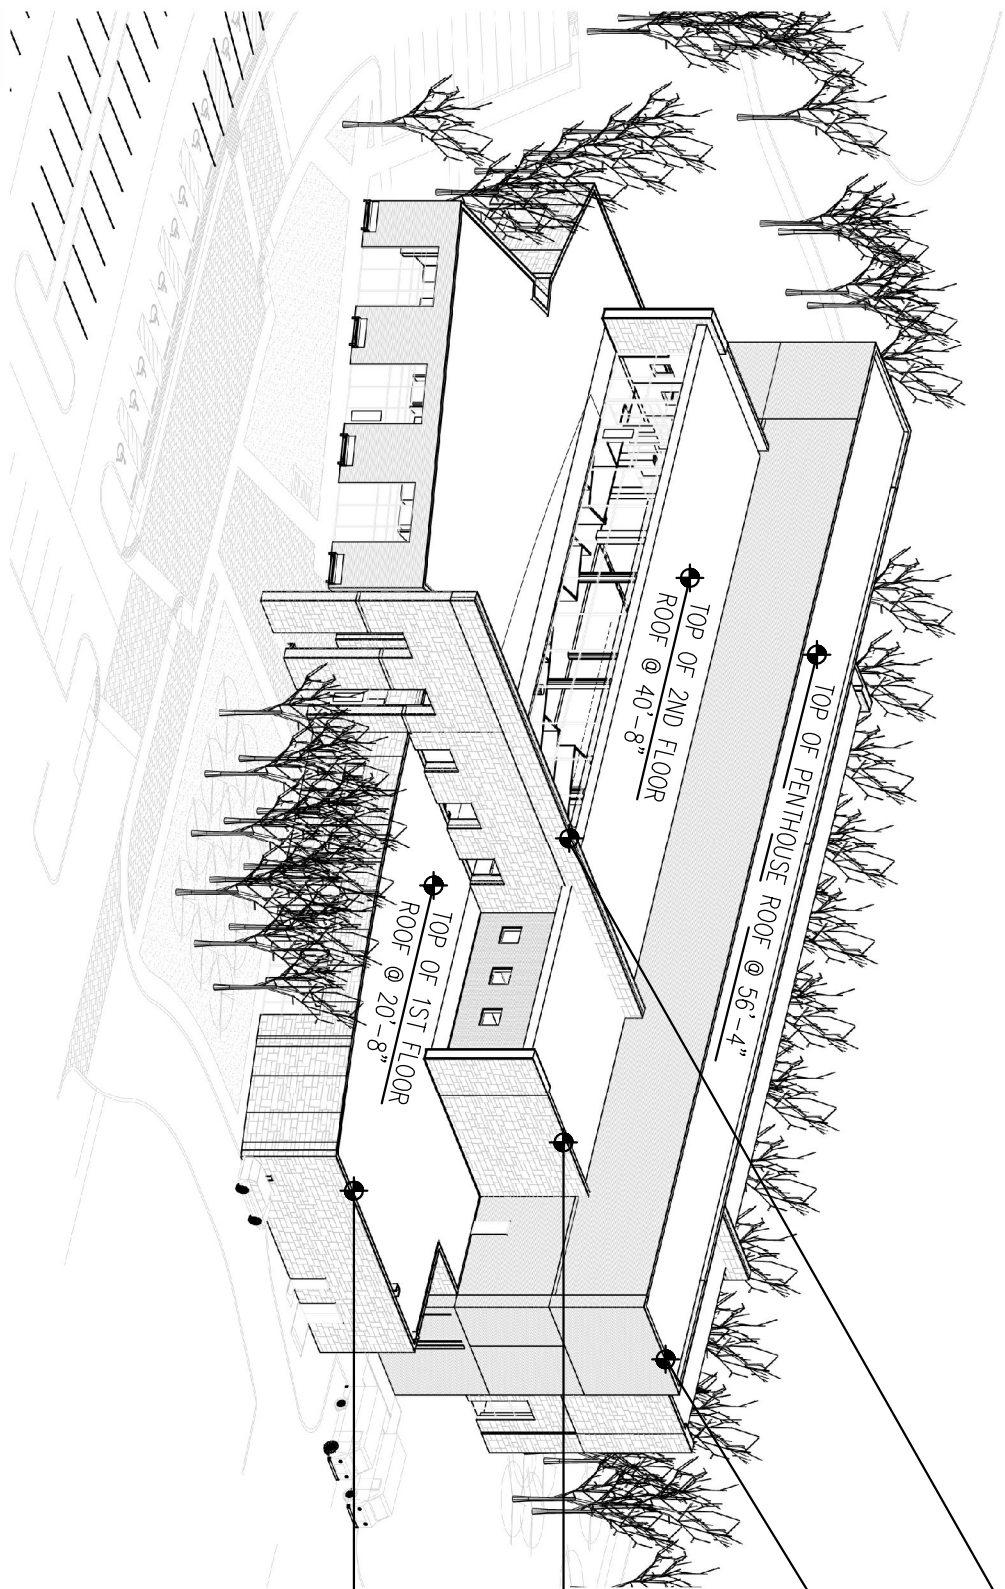 TOP OF PENTHOUSE ROOF @ 56'-4"
TOP OF 2ND FLOOR
ROOF @ 40'-8"
TOP OF 1ST FLOOR
ROOF @ 20'-8"